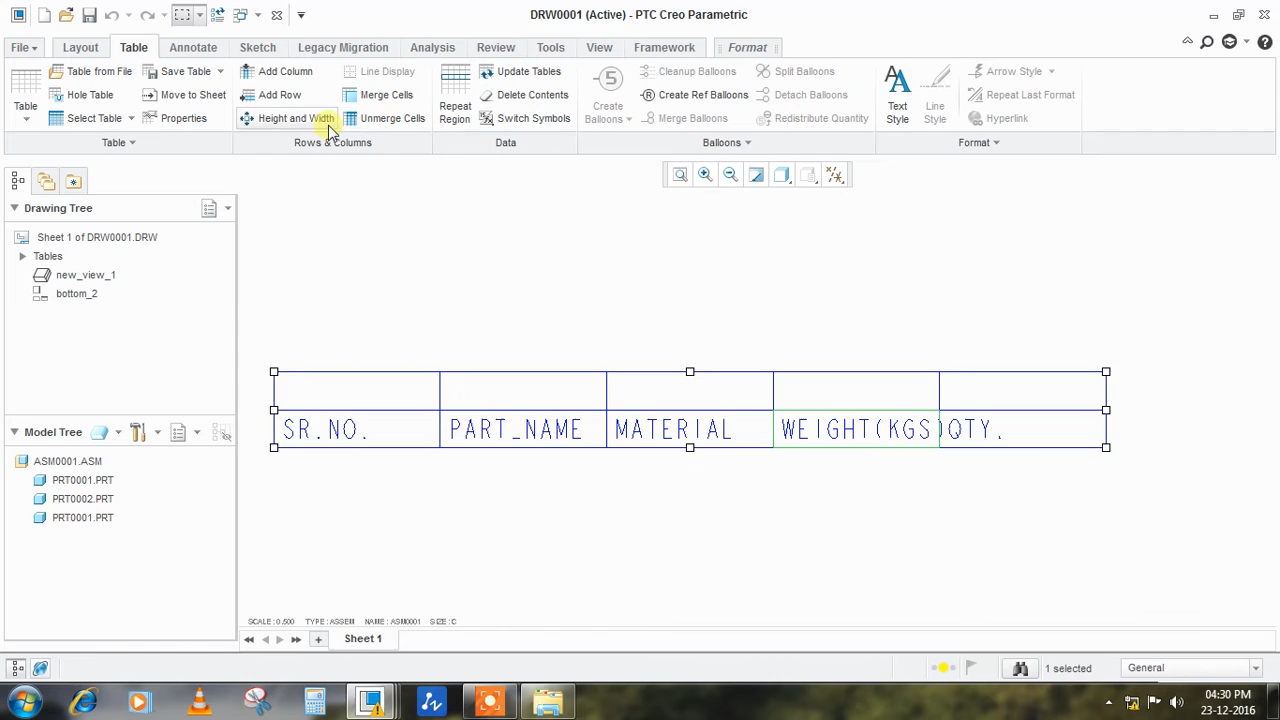 DRW0001 (Active) - PTC Creo Parametric
File Layout Table Annotate Sketch Legacy Migration Analysis Review Tools View Framework Format
Table
Table from File
Hole Table
Select Table
Save Table
Move to Sheet
Properties
Table
Add Column
Add Row
Height and Width
Line Display
Merge Cells
Unmerge Cells
Rows & Columns
Repeat
Region
Update Tables
Delete Contents
Switch Symbols
Data
5
Create
Balloons
Cleanup Balloons
Create Ref Balloons
Merge Balloons
Split Balloons
Detach Balloons
Redistribute Quantity
Balloons
Text
Style
Line
Style
Arrow Style
Repeat Last Format
Hyperlink
Format
Drawing Tree
Sheet 1 of DRW0001.DRW
Tables
new_view_1
bottom_2
Model Tree
ASM0001.ASM
PRT0001.PRT
PRT0002.PRT
PRT0001.PRT
SR.NO. PART_NAME MATERIAL WEIGHT(KGS)QTY.
SCALE : 0.500 TYPE : ASSEM NAME : ASM0001 SIZE : C
Sheet 1
1 selected
General
04:30 PM
23-12-2016